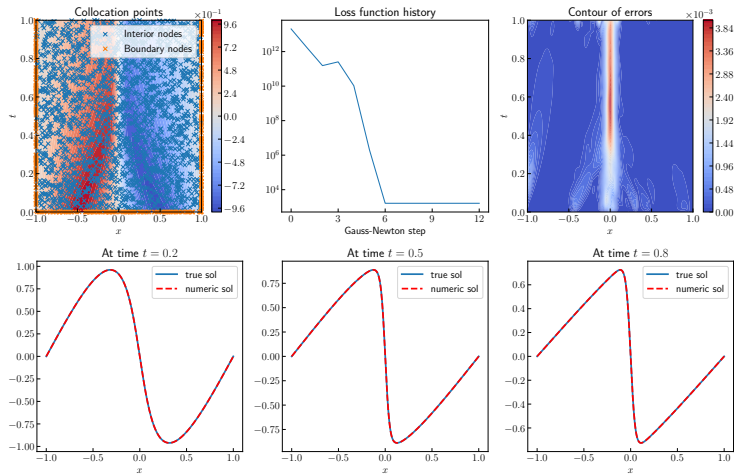 Collocation points
Interior nodes
Boundary nodes
1.0
0.8
0.6
0.4
0.2
0.0
t
−1.0 −0.5 0.0 0.5 1.0
x
×10⁻¹
9.6
7.2
4.8
2.4
0.0
−2.4
−4.8
−7.2
−9.6
Loss function history
10¹²
10¹⁰
10⁸
10⁶
10⁴
0 3 6 9 12
Gauss-Newton step
Contour of errors
1.0
0.8
0.6
0.4
0.2
0.0
t
−1.0 −0.5 0.0 0.5 1.0
x
×10⁻³
3.84
3.36
2.88
2.40
1.92
1.44
0.96
0.48
0.00
At time t = 0.2
true sol
numeric sol
1.00
0.75
0.50
0.25
0.00
−0.25
−0.50
−0.75
−1.00
−1.0 −0.5 0.0 0.5 1.0
x
At time t = 0.5
true sol
numeric sol
0.75
0.50
0.25
0.00
−0.25
−0.50
−0.75
−1.0 −0.5 0.0 0.5 1.0
x
At time t = 0.8
true sol
numeric sol
0.6
0.4
0.2
0.0
−0.2
−0.4
−0.6
−1.0 −0.5 0.0 0.5 1.0
x